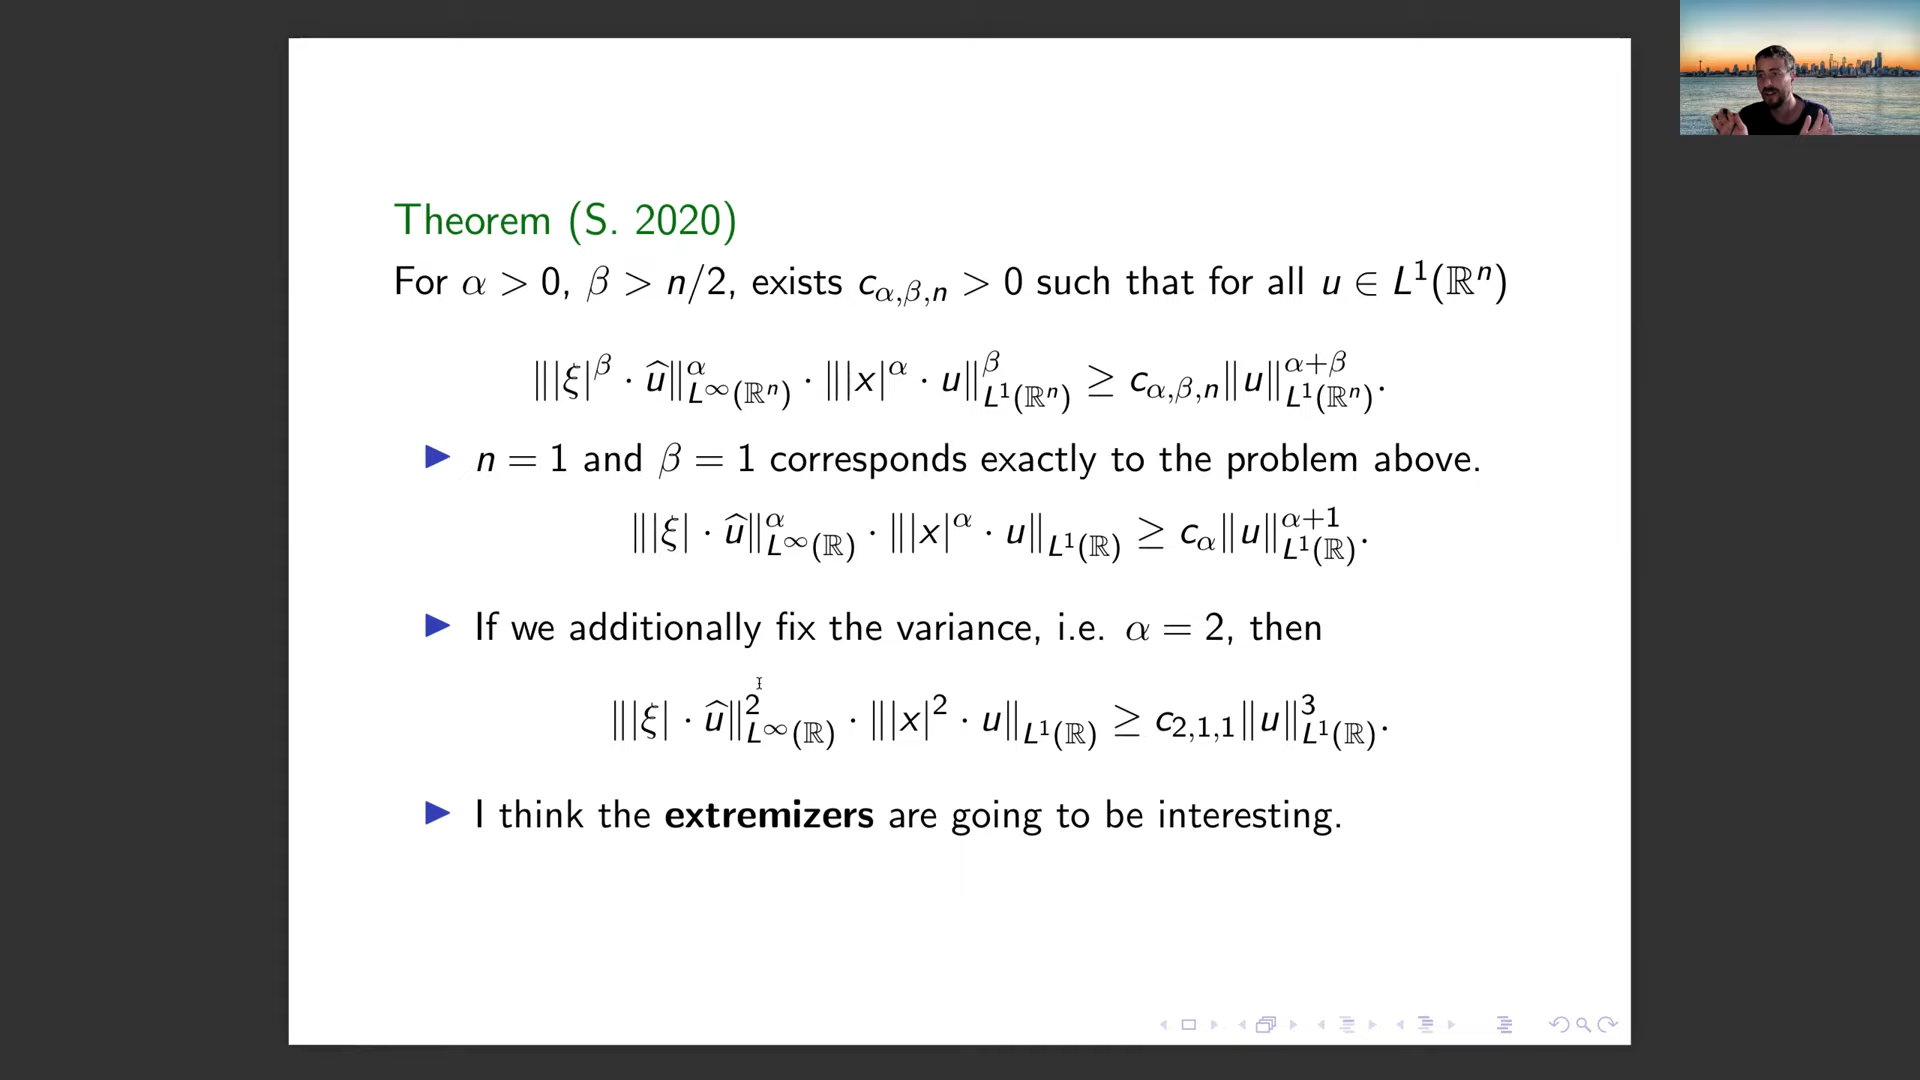 Theorem (S. 2020)
For α > 0, β > n/2, exists c_{α,β,n} > 0 such that for all u ∈ L¹(ℝⁿ)
‖|ξ|^β · û‖^α_{L^∞(ℝⁿ)} · ‖|x|^α · u‖^β_{L¹(ℝⁿ)} ≥ c_{α,β,n}‖u‖^{α+β}_{L¹(ℝⁿ)}.
▶ n = 1 and β = 1 corresponds exactly to the problem above.
‖|ξ| · û‖^α_{L^∞(ℝ)} · ‖|x|^α · u‖_{L¹(ℝ)} ≥ c_α‖u‖^{α+1}_{L¹(ℝ)}.
▶ If we additionally fix the variance, i.e. α = 2, then
‖|ξ| · û‖²_{L^∞(ℝ)} · ‖|x|² · u‖_{L¹(ℝ)} ≥ c_{2,1,1}‖u‖³_{L¹(ℝ)}.
▶ I think the extremizers are going to be interesting.